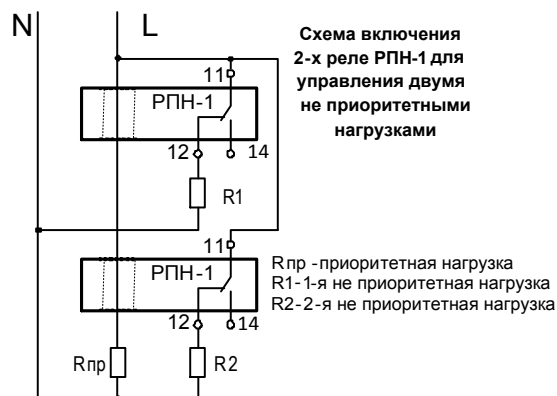 N
L
Схема включения
2-х реле РПН-1 для
управления двумя
не приоритетными
нагрузками
11
РПН-1
12
14
R1
11
РПН-1
12
14
Rпр -приоритетная нагрузка
R1-1-я не приоритетная нагрузка
R2-2-я не приоритетная нагрузка
Rпр
R2